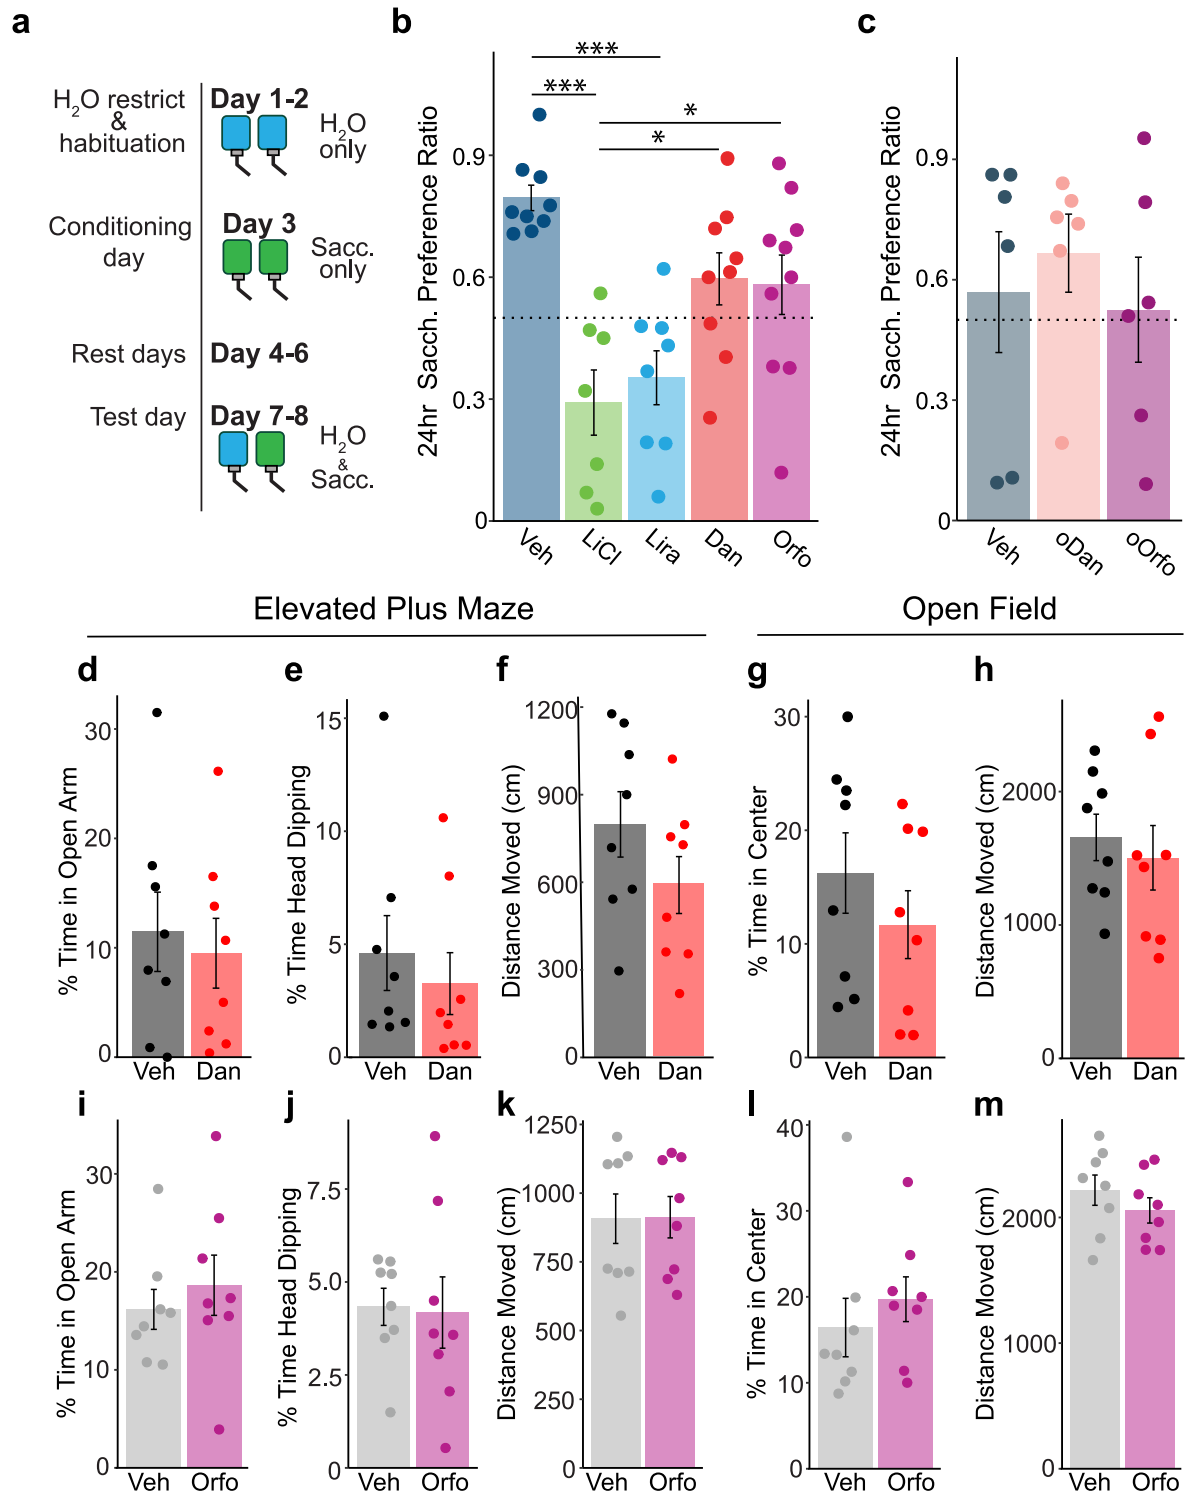 a
H2O restrict
&
habituation
Day 1-2
H2O
only
Conditioning
day
Day 3
Sacc.
only
Rest days
Day 4-6
Test day
Day 7-8
H2O
&
Sacc.
b
24hr Sacch. Preference Ratio
0.9
0.6
0.3
0
***
***
*
*
Veh
LiCl
Lira
Dan
Orfo
c
24hr Sacch. Preference Ratio
0.9
0.6
0.3
0
Veh
oDan
oOrfo
Elevated Plus Maze
Open Field
d
% Time in Open Arm
30
20
10
0
Veh
Dan
e
% Time Head Dipping
15
10
5
0
Veh
Dan
f
Distance Moved (cm)
1200
900
600
300
0
Veh
Dan
g
% Time in Center
30
20
10
0
Veh
Dan
h
Distance Moved (cm)
2000
1000
0
Veh
Dan
i
% Time in Open Arm
30
20
10
0
Veh
Orfo
j
% Time Head Dipping
7.5
5.0
2.5
0
Veh
Orfo
k
Distance Moved (cm)
1250
1000
750
500
250
0
Veh
Orfo
l
% Time in Center
40
30
20
10
0
Veh
Orfo
m
Distance Moved (cm)
2000
1000
0
Veh
Orfo